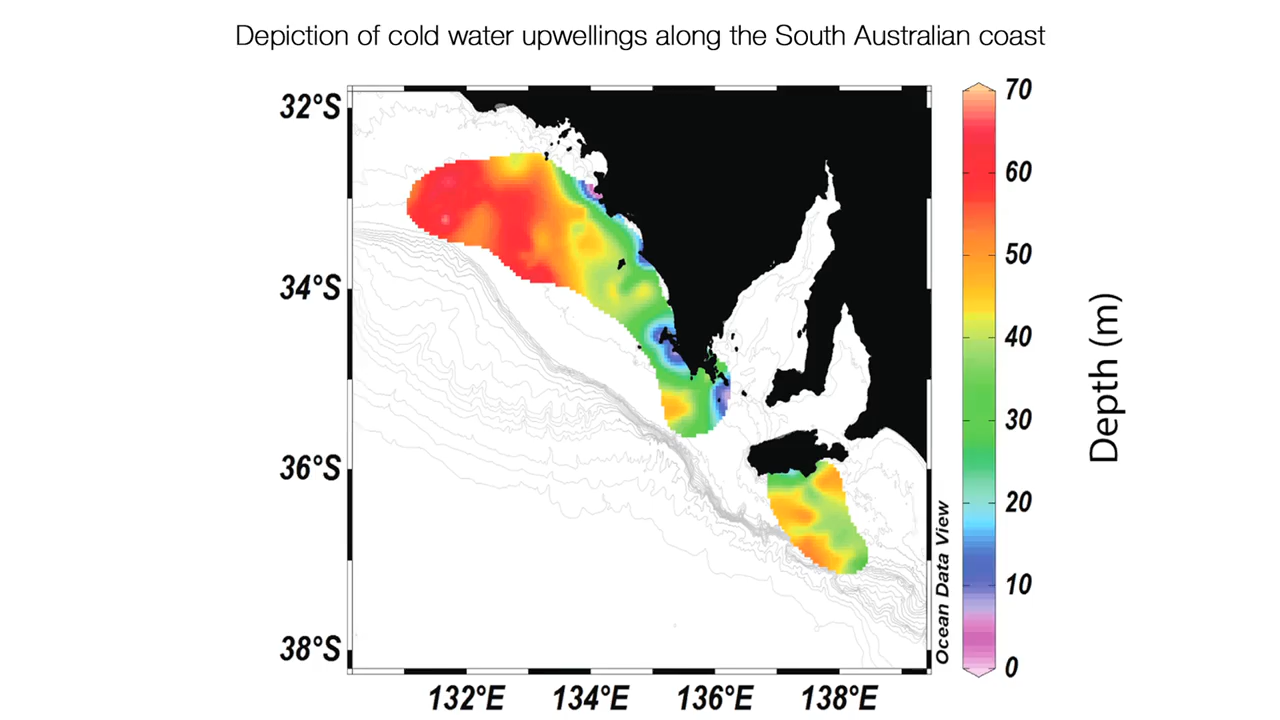 Depiction of cold water upwellings along the South Australian coast
32°S
34°S
36°S
38°S
132°E 134°E 136°E 138°E
Ocean Data View
70
60
50
40
30
20
10
0
Depth (m)